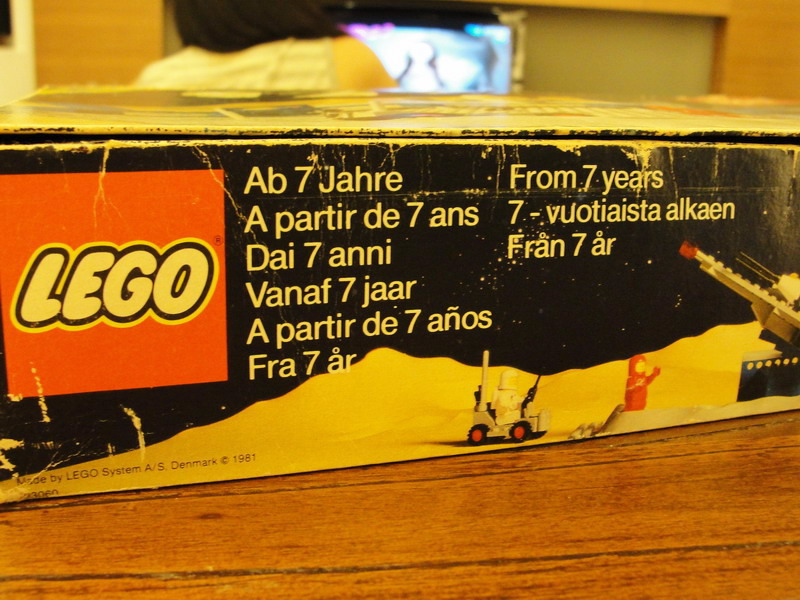 LEGO®
Ab 7 Jahre
A partir de 7 ans
Dai 7 anni
Vanaf 7 jaar
A partir de 7 años
Fra 7 år
From 7 years
7 - vuotiaista alkaen
Från 7 år
Made by LEGO System A/S. Denmark © 1981